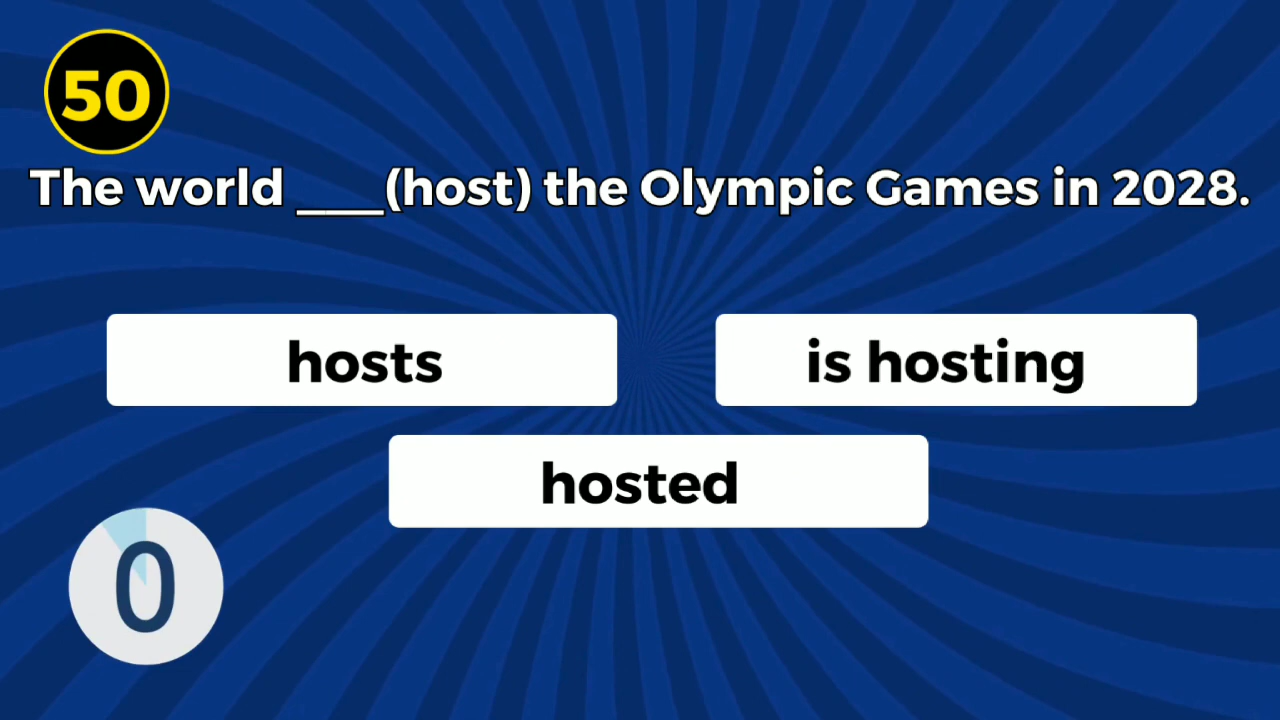 50
The world ____(host) the Olympic Games in 2028.
hosts
is hosting
hosted
0